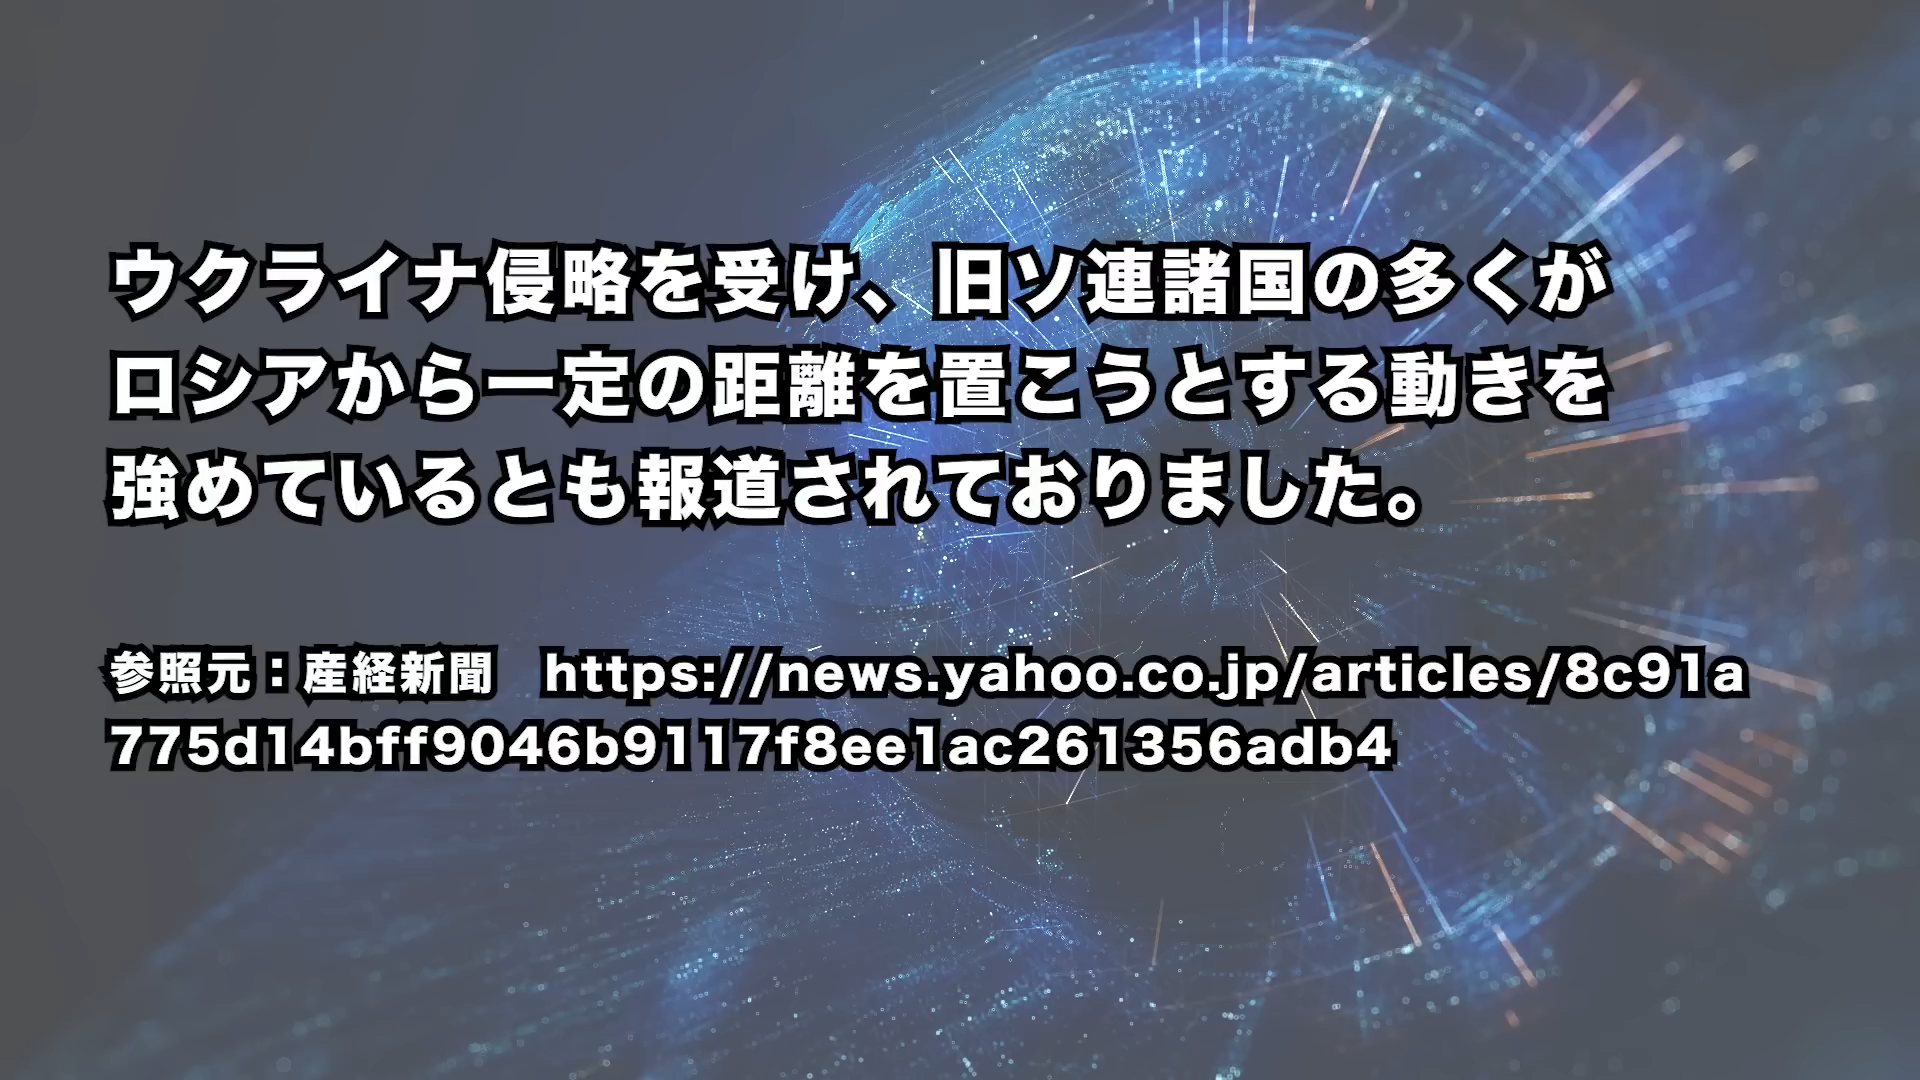 ウクライナ侵略を受け、旧ソ連諸国の多くが
ロシアから一定の距離を置こうとする動きを
強めているとも報道されておりました。
参照元：産経新聞　https://news.yahoo.co.jp/articles/8c91a
775d14bff9046b9117f8ee1ac261356adb4